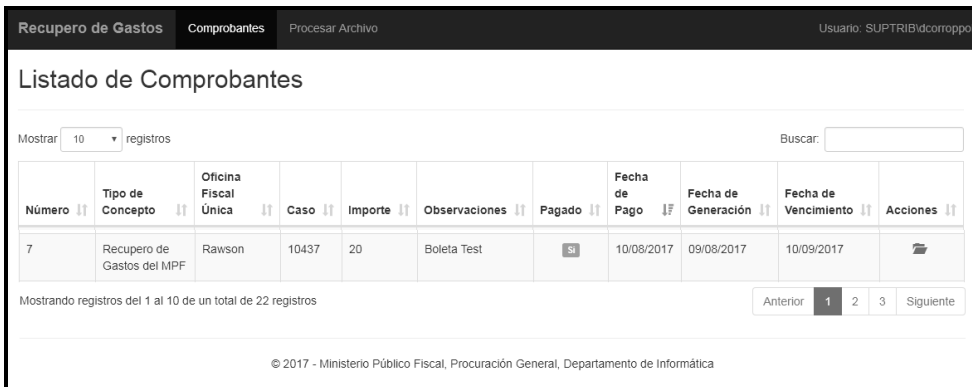 Recupero de Gastos Comprobantes Procesar Archivo Usuario: SUPTRIB\dcorroppo
Listado de Comprobantes
Mostrar 10 registros Buscar:
Número Tipo de Concepto Oficina Fiscal Única Caso Importe Observaciones Pagado Fecha de Pago Fecha de Generación Fecha de Vencimiento Acciones
7 Recupero de Gastos del MPF Rawson 10437 20 Boleta Test Si 10/08/2017 09/08/2017 10/09/2017
Mostrando registros del 1 al 10 de un total de 22 registros Anterior 1 2 3 Siguiente
© 2017 - Ministerio Público Fiscal, Procuración General, Departamento de Informática